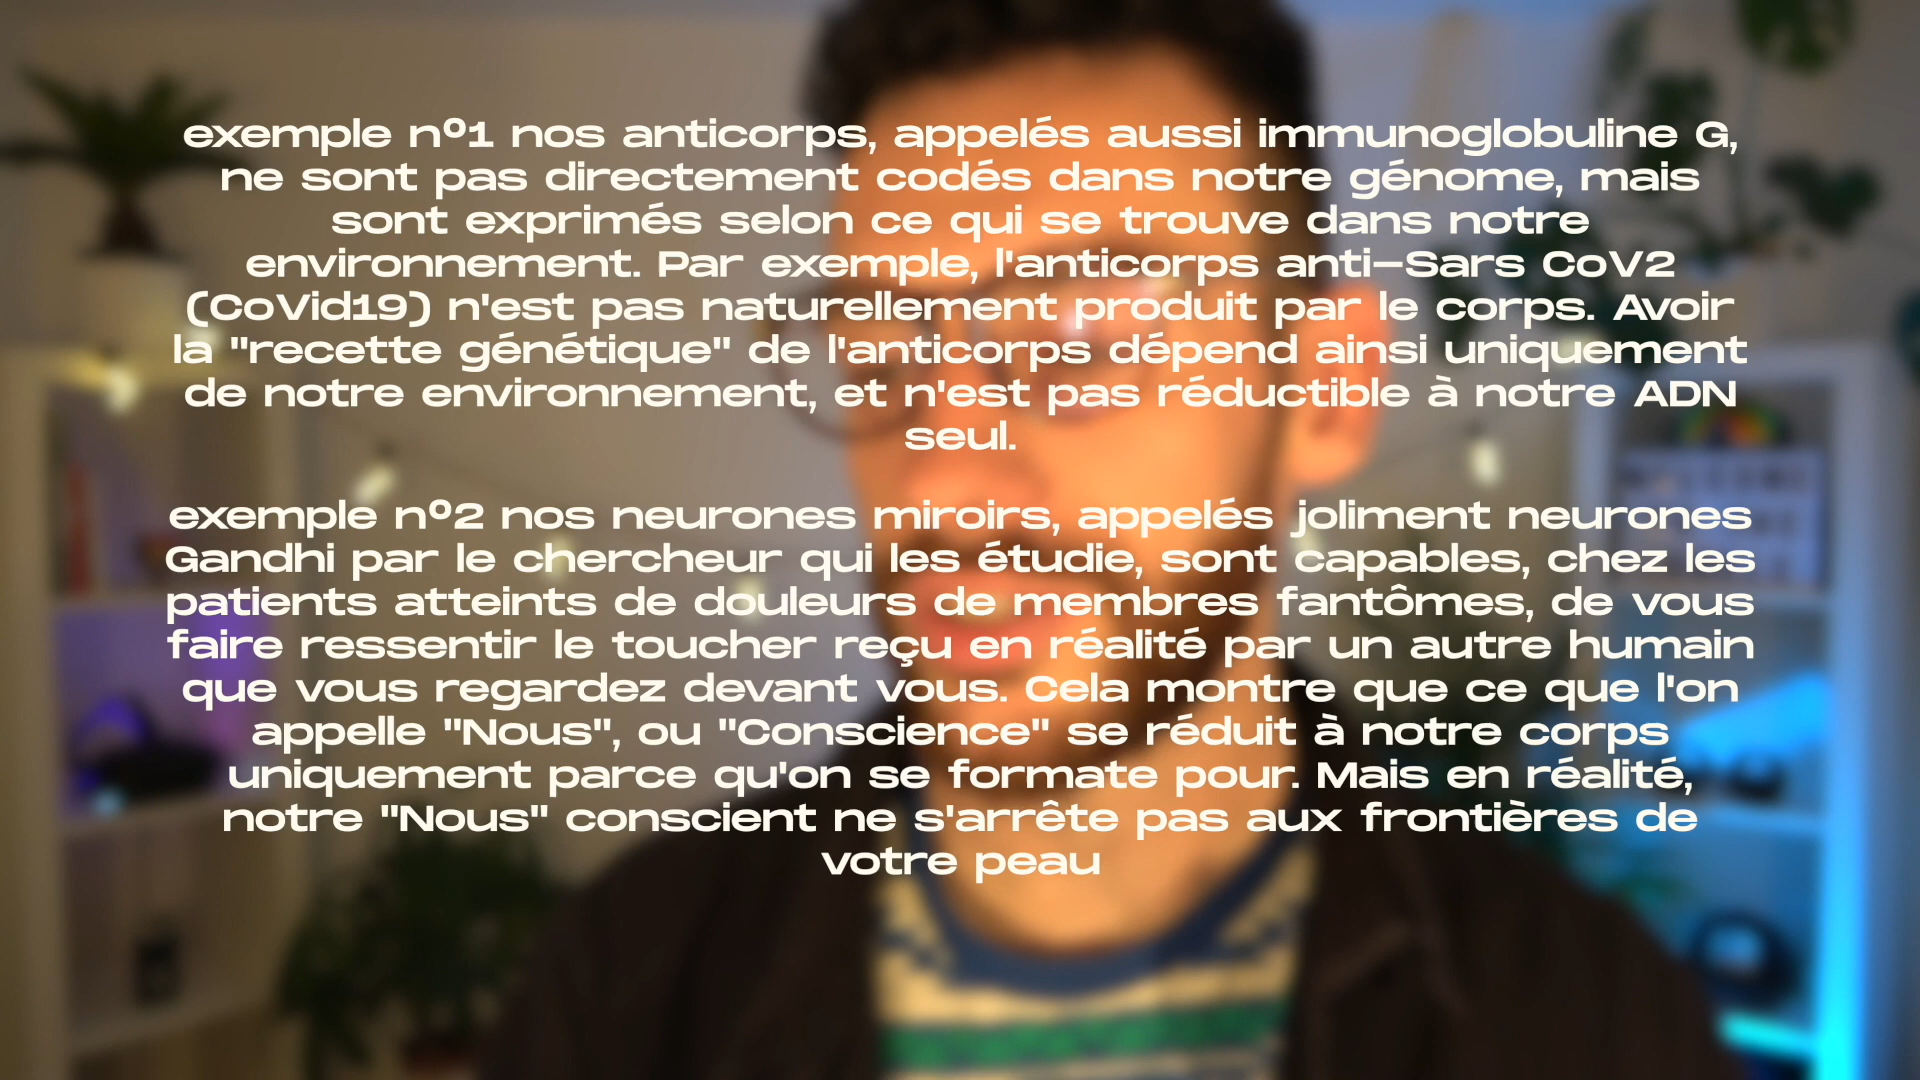 exemple n°1 nos anticorps, appelés aussi immunoglobuline G,
ne sont pas directement codés dans notre génome, mais
sont exprimés selon ce qui se trouve dans notre
environnement. Par exemple, l'anticorps anti-Sars CoV2
(CoVid19) n'est pas naturellement produit par le corps. Avoir
la "recette génétique" de l'anticorps dépend ainsi uniquement
de notre environnement, et n'est pas réductible à notre ADN
seul.
exemple n°2 nos neurones miroirs, appelés joliment neurones
Gandhi par le chercheur qui les étudie, sont capables, chez les
patients atteints de douleurs de membres fantômes, de vous
faire ressentir le toucher reçu en réalité par un autre humain
que vous regardez devant vous. Cela montre que ce que l'on
appelle "Nous", ou "Conscience" se réduit à notre corps
uniquement parce qu'on se formate pour. Mais en réalité,
notre "Nous" conscient ne s'arrête pas aux frontières de
votre peau